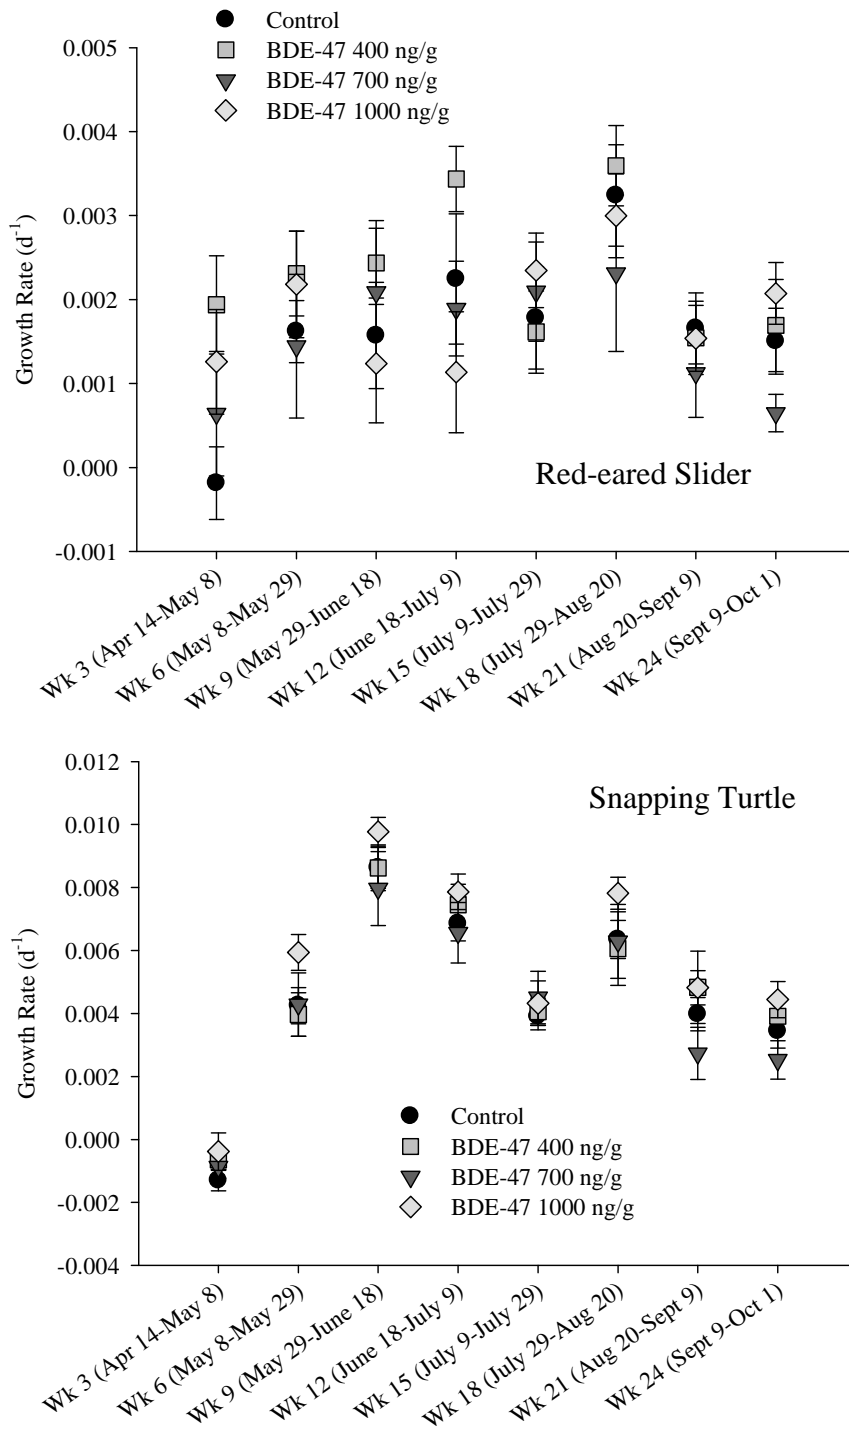 Control
BDE-47 400 ng/g
BDE-47 700 ng/g
BDE-47 1000 ng/g
0.005
0.004
0.003
0.002
0.001
0.000
-0.001
Growth Rate (d⁻¹)
Red-eared Slider
Wk 3 (Apr 14-May 8)
Wk 6 (May 8-May 29)
Wk 9 (May 29-June 18)
Wk 12 (June 18-July 9)
Wk 15 (July 9-July 29)
Wk 18 (July 29-Aug 20)
Wk 21 (Aug 20-Sept 9)
Wk 24 (Sept 9-Oct 1)
0.012
0.010
0.008
0.006
0.004
0.002
0.000
-0.002
-0.004
Growth Rate (d⁻¹)
Snapping Turtle
Control
BDE-47 400 ng/g
BDE-47 700 ng/g
BDE-47 1000 ng/g
Wk 3 (Apr 14-May 8)
Wk 6 (May 8-May 29)
Wk 9 (May 29-June 18)
Wk 12 (June 18-July 9)
Wk 15 (July 9-July 29)
Wk 18 (July 29-Aug 20)
Wk 21 (Aug 20-Sept 9)
Wk 24 (Sept 9-Oct 1)